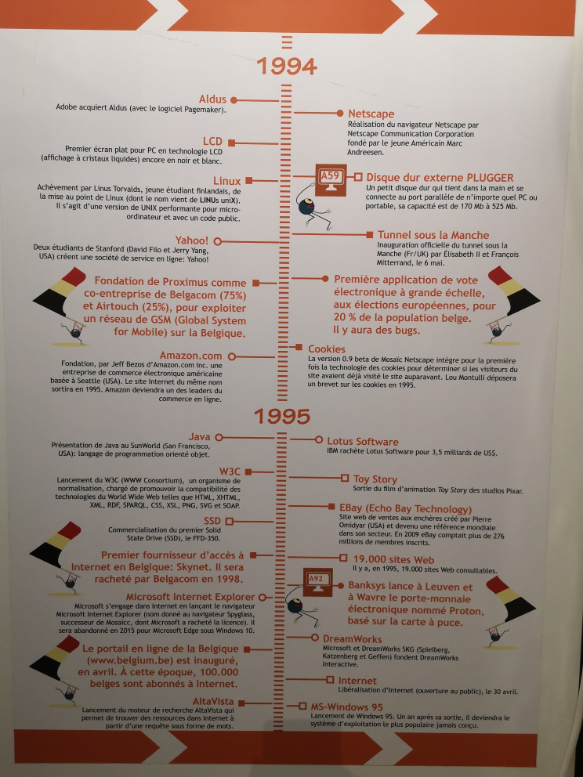 1994
Aldus
Adobe acquiert Aldus (avec le logiciel Pagemaker).
Netscape
Réalisation du navigateur Netscape par
Netscape Communication Corporation
fondé par le jeune Américain Marc
Andreesen.
LCD
Premier écran plat pour PC en technologie LCD
(affichage à cristaux liquides) encore en noir et blanc.
A59
Disque dur externe PLUGGER
Un petit disque dur qui tient dans la main et se
connecte au port parallèle de n'importe quel PC ou
portable, sa capacité est de 170 Mb à 525 Mb.
Linux
Achèvement par Linus Torvalds, jeune étudiant finlandais, de
la mise au point de Linux (dont le nom vient de LINUs uniX).
Il s'agit d'une version de UNIX performante pour micro-
ordinateur et avec un code public.
Tunnel sous la Manche
Inauguration officielle du tunnel sous la
Manche (Fr/UK) par Élisabeth II et François
Mitterrand, le 6 mai.
Yahoo!
Deux étudiants de Stanford (David Filo et Jerry Yang,
USA) créent une société de service en ligne: Yahoo!
Fondation de Proximus comme
co-entreprise de Belgacom (75%)
et Airtouch (25%), pour exploiter
un réseau de GSM (Global System
for Mobile) sur la Belgique.
Première application de vote
électronique à grande échelle,
aux élections européennes, pour
20 % de la population belge.
Il y aura des bugs.
Cookies
La version 0.9 beta de Mosaic Netscape intègre pour la première
fois la technologie des cookies pour déterminer si les visiteurs du
site avaient déjà visité le site auparavant. Lou Montulli déposera
un brevet sur les cookies en 1995.
Amazon.com
Fondation, par Jeff Bezos d'Amazon.com Inc. une
entreprise de commerce électronique américaine
basée à Seattle (USA). Le site Internet du même nom
sortira en 1995. Amazon deviendra un des leaders du
commerce en ligne.
1995
Java
Présentation de Java au SunWorld (San Francisco,
USA): langage de programmation orienté objet.
Lotus Software
IBM rachète Lotus Software pour 3,5 milliards de US$.
W3C
Lancement du W3C (WWW Consortium), un organisme de
normalisation, chargé de promouvoir la compatibilité des
technologies du World Wide Web telles que HTML, XHTML,
XML, RDF, SPARQL, CSS, XSL, PNG, SVG et SOAP.
Toy Story
Sortie du film d'animation Toy Story des studios Pixar.
EBay (Echo Bay Technology)
Site web de ventes aux enchères créé par Pierre
Omidyar (USA) et devenu une référence mondiale
dans son secteur. En 2009 eBay comptait plus de 276
millions de membres inscrits.
SSD
Commercialisation du premier Solid
State Drive (SSD), le FFD-350.
Premier fournisseur d'accès à
Internet en Belgique: Skynet. Il sera
racheté par Belgacom en 1998.
19.000 sites Web
Il y a, en 1995, 19.000 sites Web consultables.
A92
Banksys lance à Leuven et
à Wavre le porte-monnaie
électronique nommé Proton,
basé sur la carte à puce.
Microsoft Internet Explorer
Microsoft s'engage dans Internet en lançant le navigateur
Microsoft Internet Explorer (nom donné au navigateur Spyglass,
successeur de Mosaic, dont Microsoft a racheté la licence). Il
sera abandonné en 2015 pour Microsoft Edge sous Windows 10.
DreamWorks
Microsoft et DreamWorks SKG (Spielberg,
Katzenberg et Geffen) fondent DreamWorks
Interactive.
Le portail en ligne de la Belgique
(www.belgium.be) est inauguré,
en avril. À cette époque, 100.000
belges sont abonnés à Internet.
Internet
Libéralisation d'Internet (ouverture au public), le 30 avril.
AltaVista
Lancement du moteur de recherche AltaVista qui
permet de trouver des ressources dans Internet à
partir d'une requête sous forme de mots.
MS-Windows 95
Lancement de Windows 95. Un an après sa sortie, il deviendra le
système d'exploitation le plus populaire jamais conçu.